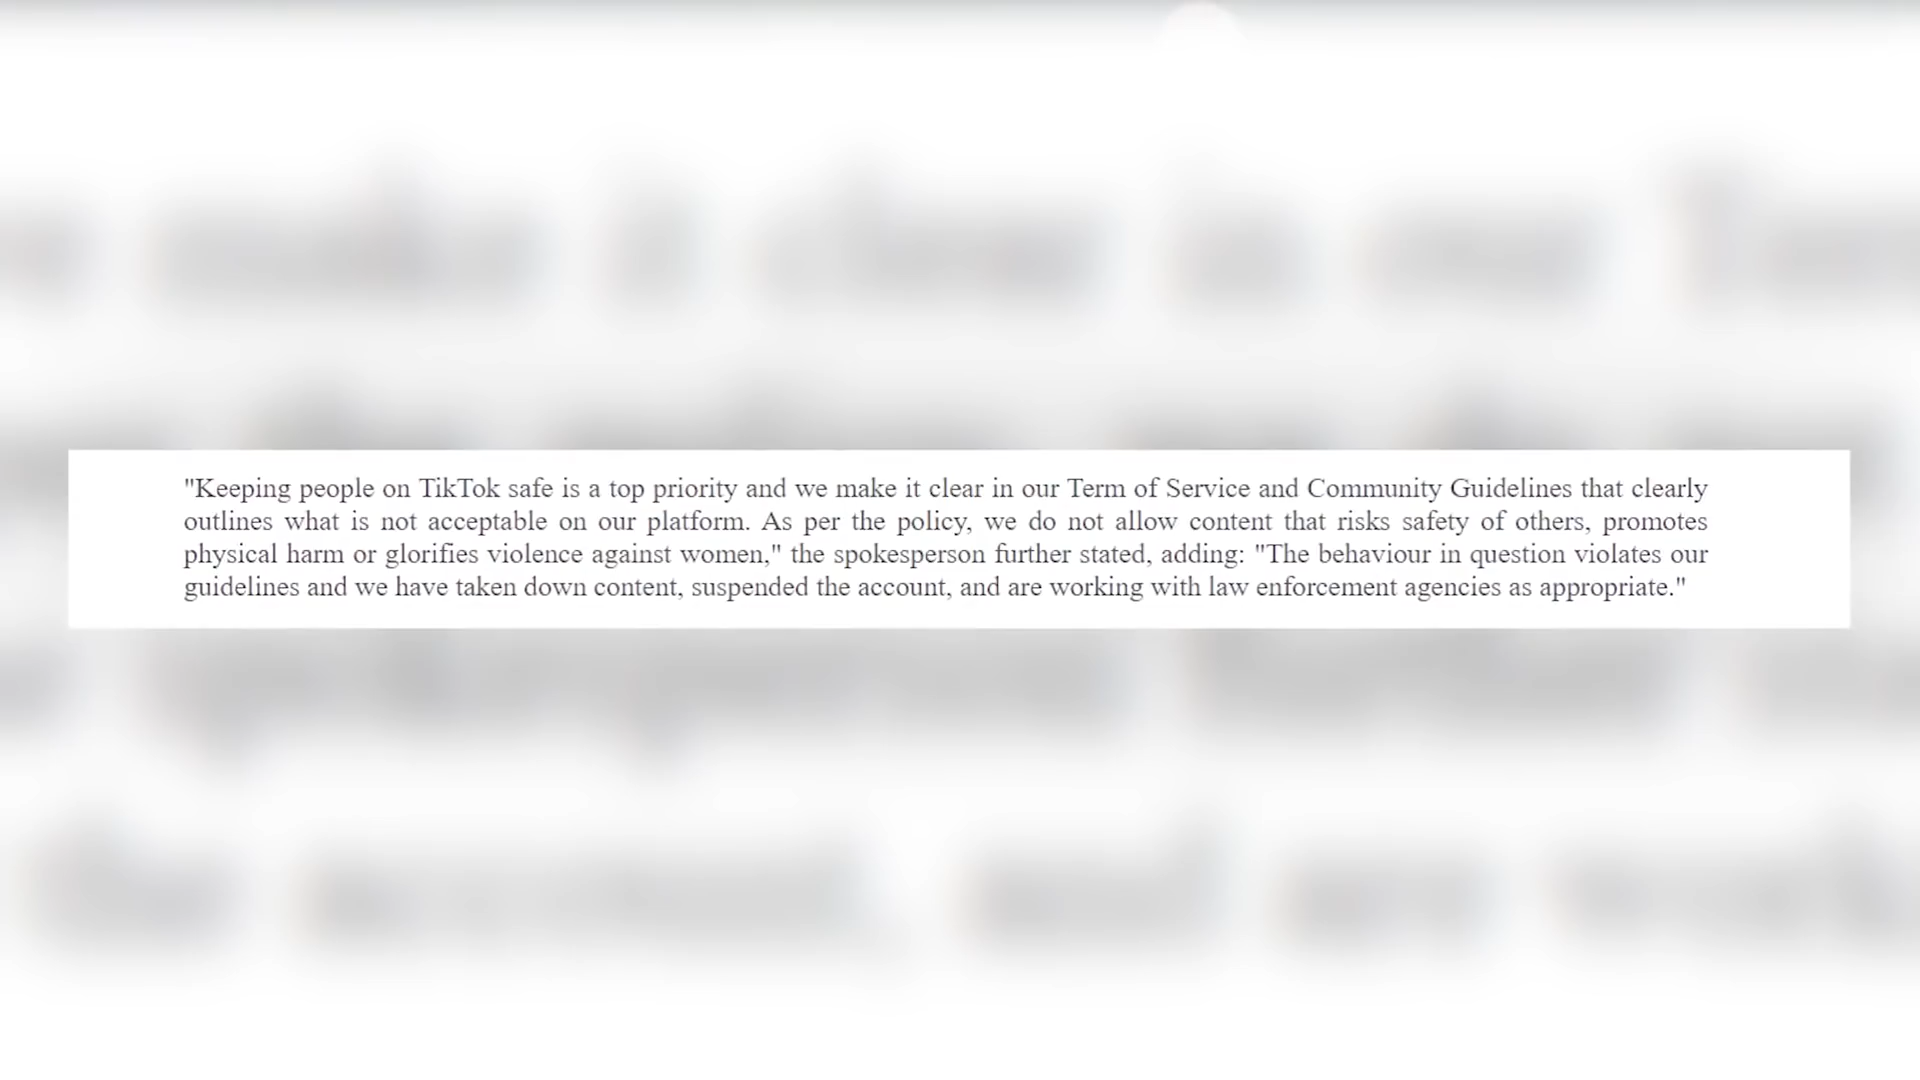 "Keeping people on TikTok safe is a top priority and we make it clear in our Term of Service and Community Guidelines that clearly
outlines what is not acceptable on our platform. As per the policy, we do not allow content that risks safety of others, promotes
physical harm or glorifies violence against women," the spokesperson further stated, adding: "The behaviour in question violates our
guidelines and we have taken down content, suspended the account, and are working with law enforcement agencies as appropriate."